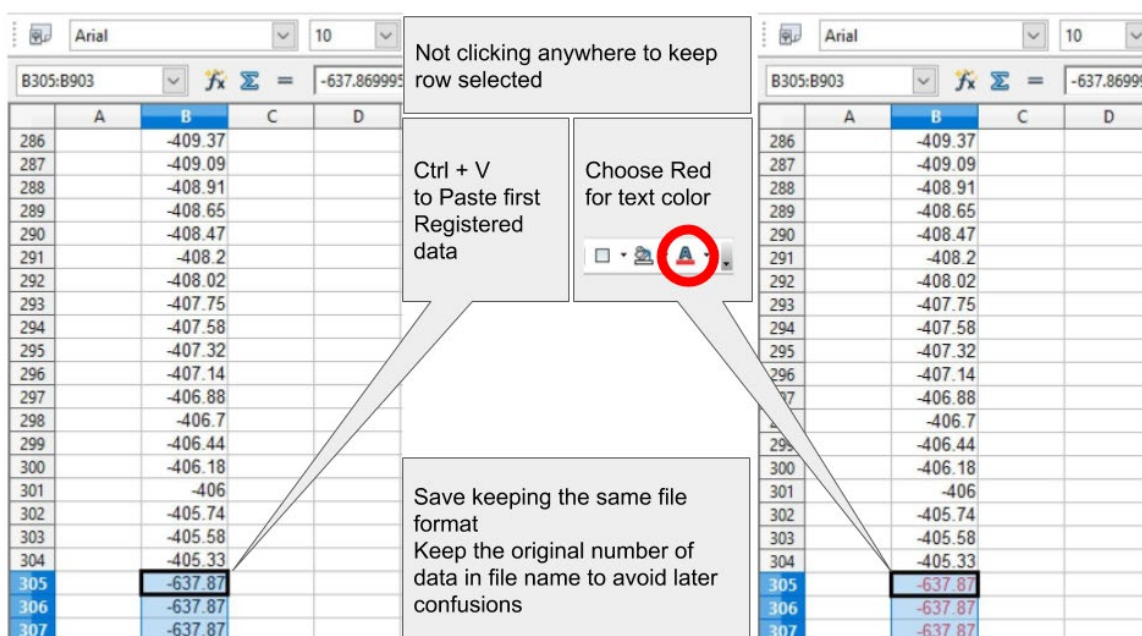 Arial 10
B305:B903 fx Σ = -637.869995
A B C D
286 -409.37
287 -409.09
288 -408.91
289 -408.65
290 -408.47
291 -408.2
292 -408.02
293 -407.75
294 -407.58
295 -407.32
296 -407.14
297 -406.88
298 -406.7
299 -406.44
300 -406.18
301 -406
302 -405.74
303 -405.58
304 -405.33
305 -637.87
306 -637.87
307 -637.87
Not clicking anywhere to keep
row selected
Ctrl + V
to Paste first
Registered
data
Choose Red
for text color
A
Save keeping the same file
format
Keep the original number of
data in file name to avoid later
confusions
Arial 10
B305:B903 fx Σ = -637.8699
A B C D
286 -409.37
287 -409.09
288 -408.91
289 -408.65
290 -408.47
291 -408.2
292 -408.02
293 -407.75
294 -407.58
295 -407.32
296 -407.14
-406.88
-406.7
-406.44
300 -406.18
301 -406
302 -405.74
303 -405.58
304 -405.33
305 -637.87
306 -637.87
307 -637.87